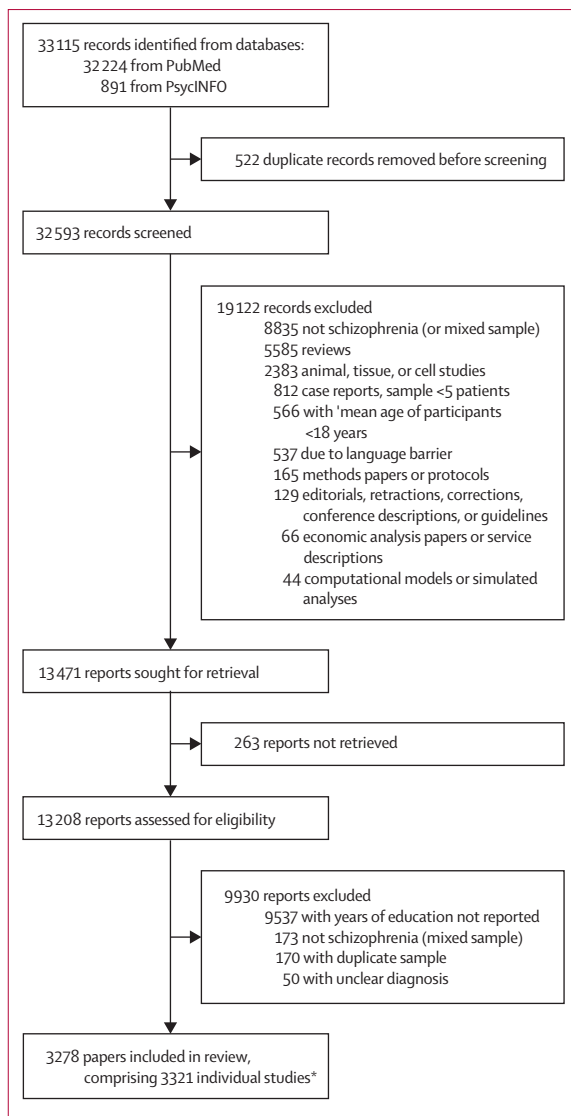 33115 records identified from databases:
32224 from PubMed
891 from PsycINFO
522 duplicate records removed before screening
32593 records screened
19122 records excluded
8835 not schizophrenia (or mixed sample)
5585 reviews
2383 animal, tissue, or cell studies
812 case reports, sample <5 patients
566 with 'mean age of participants
<18 years
537 due to language barrier
165 methods papers or protocols
129 editorials, retractions, corrections,
conference descriptions, or guidelines
66 economic analysis papers or service
descriptions
44 computational models or simulated
analyses
13471 reports sought for retrieval
263 reports not retrieved
13208 reports assessed for eligibility
9930 reports excluded
9537 with years of education not reported
173 not schizophrenia (mixed sample)
170 with duplicate sample
50 with unclear diagnosis
3278 papers included in review,
comprising 3321 individual studies*